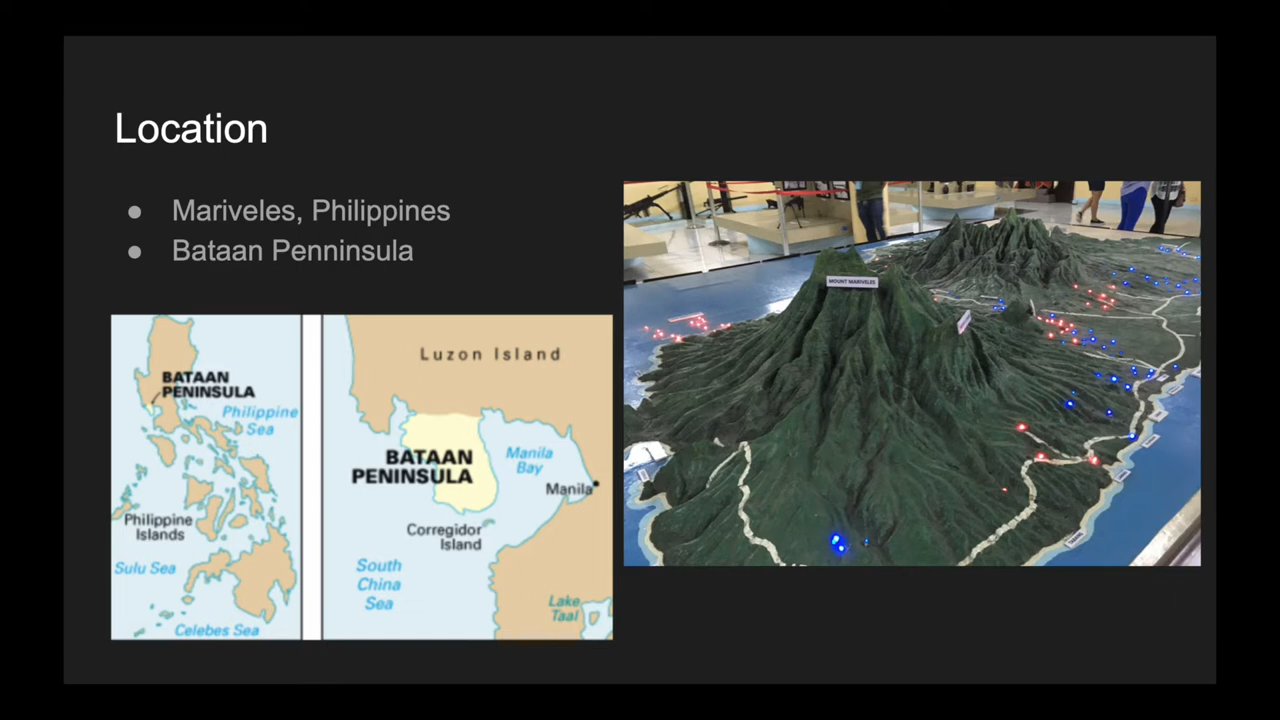 Location
Mariveles, Philippines
Bataan Penninsula
BATAAN
PENINSULA
Philippine
Sea
Philippine
Islands
Sulu Sea
Celebes Sea
Luzon Island
BATAAN
PENINSULA
Manila
Bay
Manila
Corregidor
Island
South
China
Sea
Lake
Taal
MOUNT MARIVELES